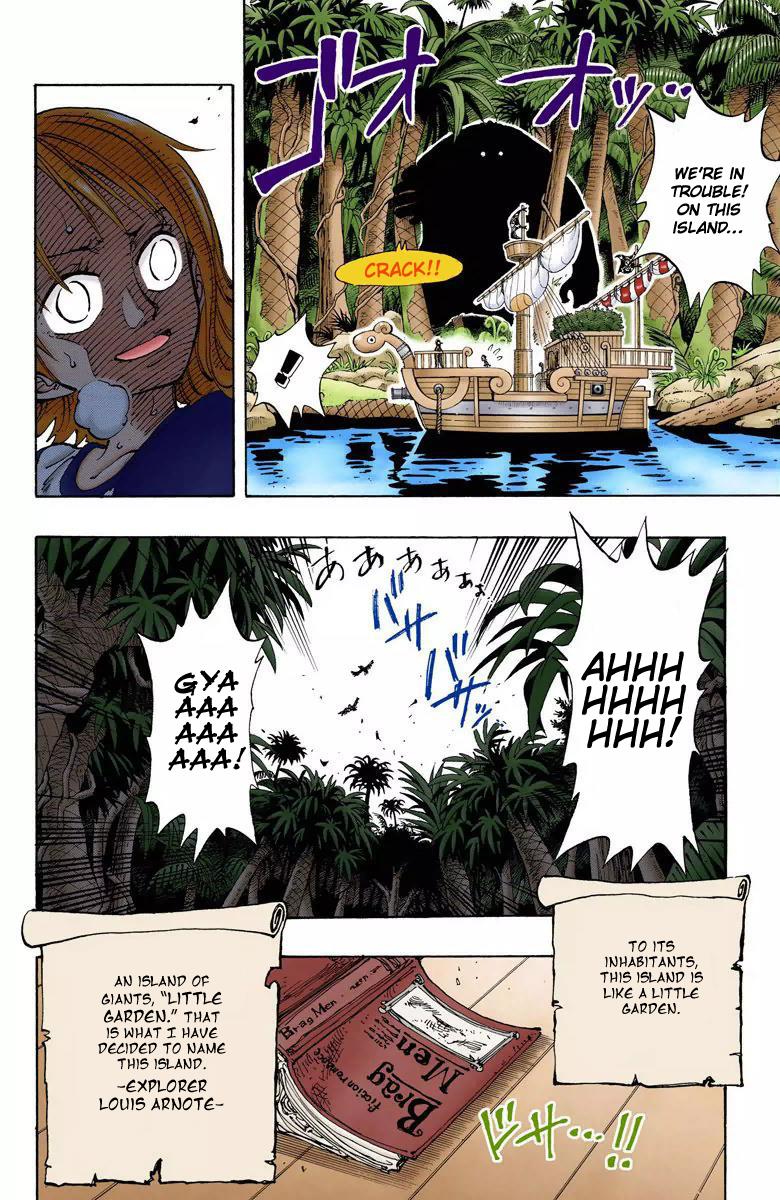 WE'RE IN
TROUBLE!
ON THIS
ISLAND...
ゴオオッ…
CRACK!!
!
AHHH
HHHH
HHH!
ああぁぁぁ…
バサバサッ
GYA
AAA
AAA
AAA!
TO ITS
INHABITANTS,
THIS ISLAND IS
LIKE A LITTLE
GARDEN.
AN ISLAND OF
GIANTS, "LITTLE
GARDEN." THAT
IS WHAT I HAVE
DECIDED TO NAME
THIS ISLAND.
-EXPLORER
LOUIS ARNOTE-
Brag Men
Brag
Men
ドサ…!!